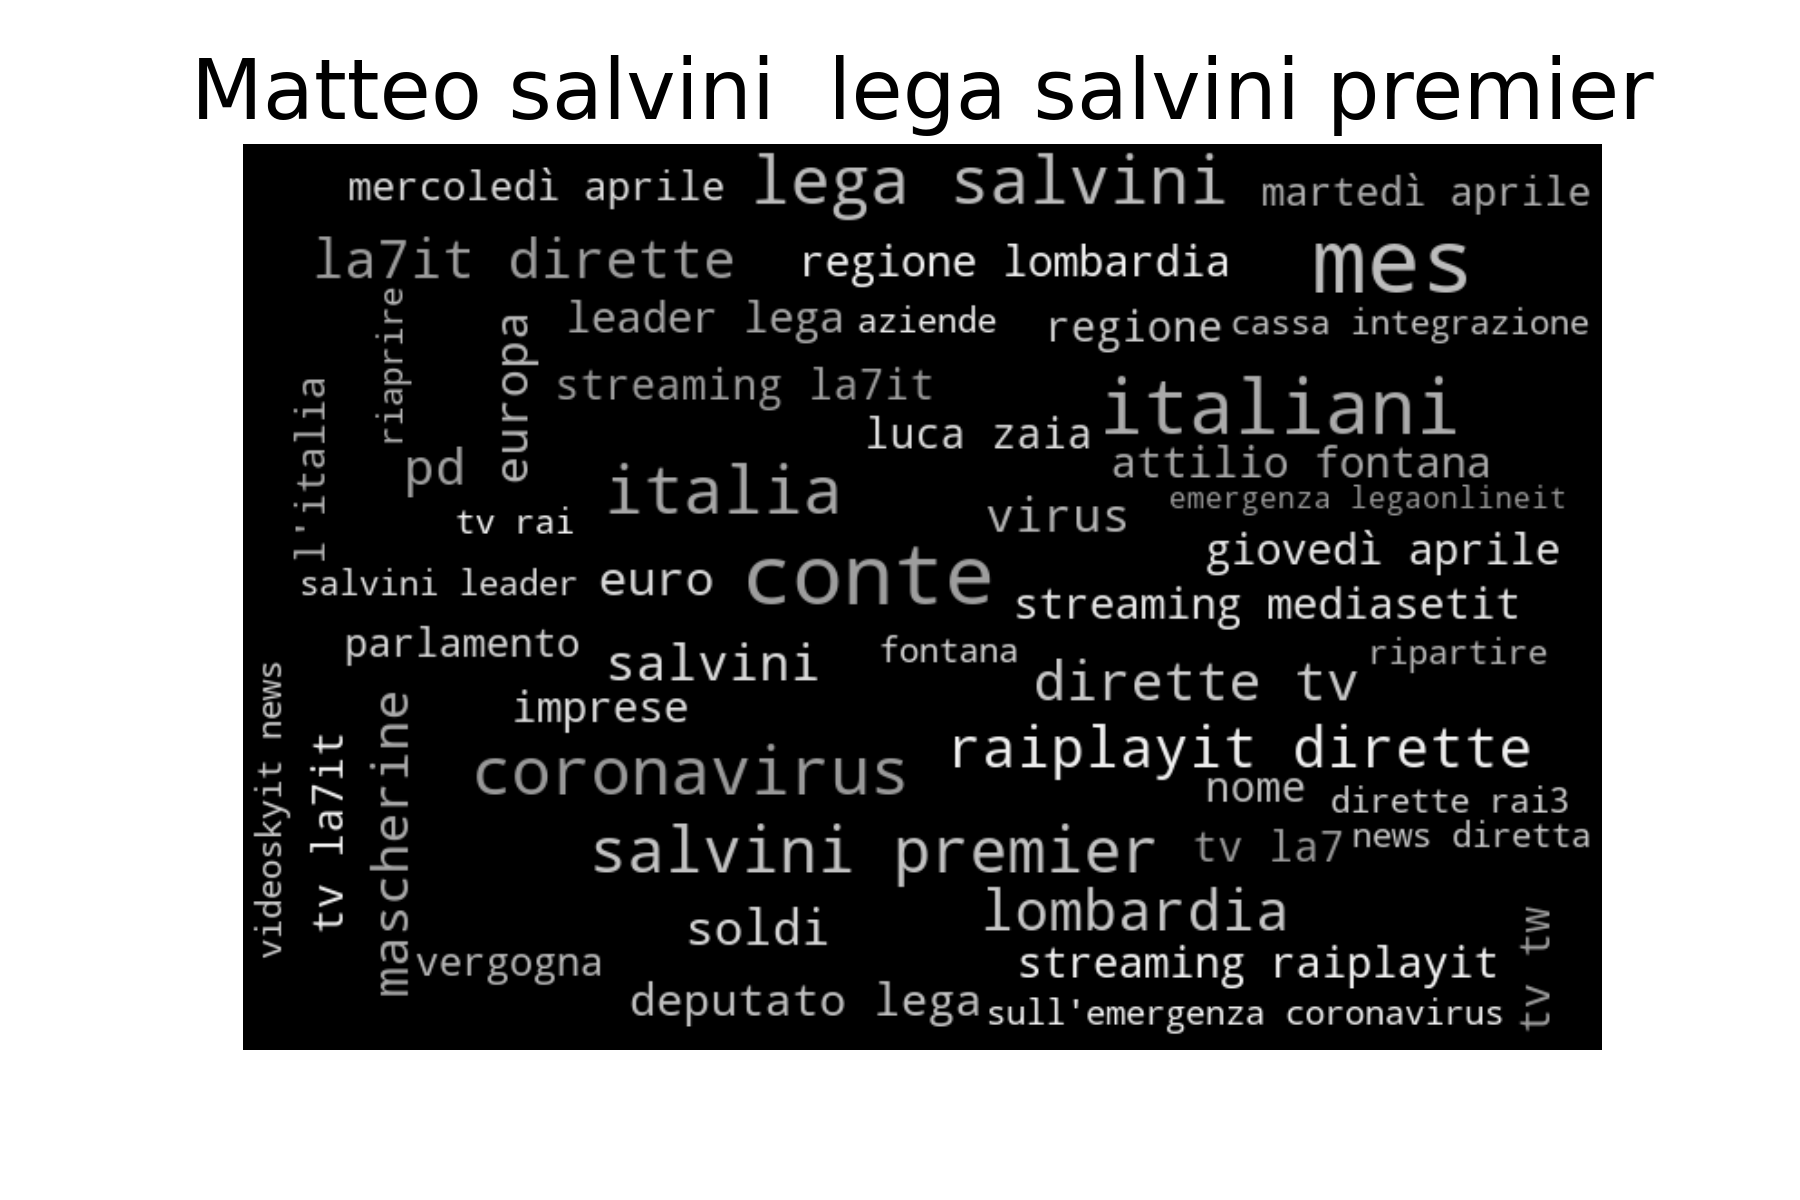 Matteo salvini  lega salvini premier
mercoledì aprile
lega salvini
martedì aprile
la7it dirette
regione lombardia
mes
riaprire
europa
leader lega
aziende
regione
cassa integrazione
l'italia
streaming la7it
italiani
luca zaia
attilio fontana
pd
italia
emergenza legaonlineit
tv rai
virus
giovedì aprile
salvini leader
euro
conte
streaming mediasetit
parlamento
salvini
fontana
ripartire
dirette tv
videoskyit news
tv la7it
mascherine
imprese
coronavirus
raiplayit dirette
nome
dirette rai3
salvini premier
tv la7
news diretta
soldi
lombardia
tv tw
vergogna
streaming raiplayit
deputato lega
sull'emergenza coronavirus